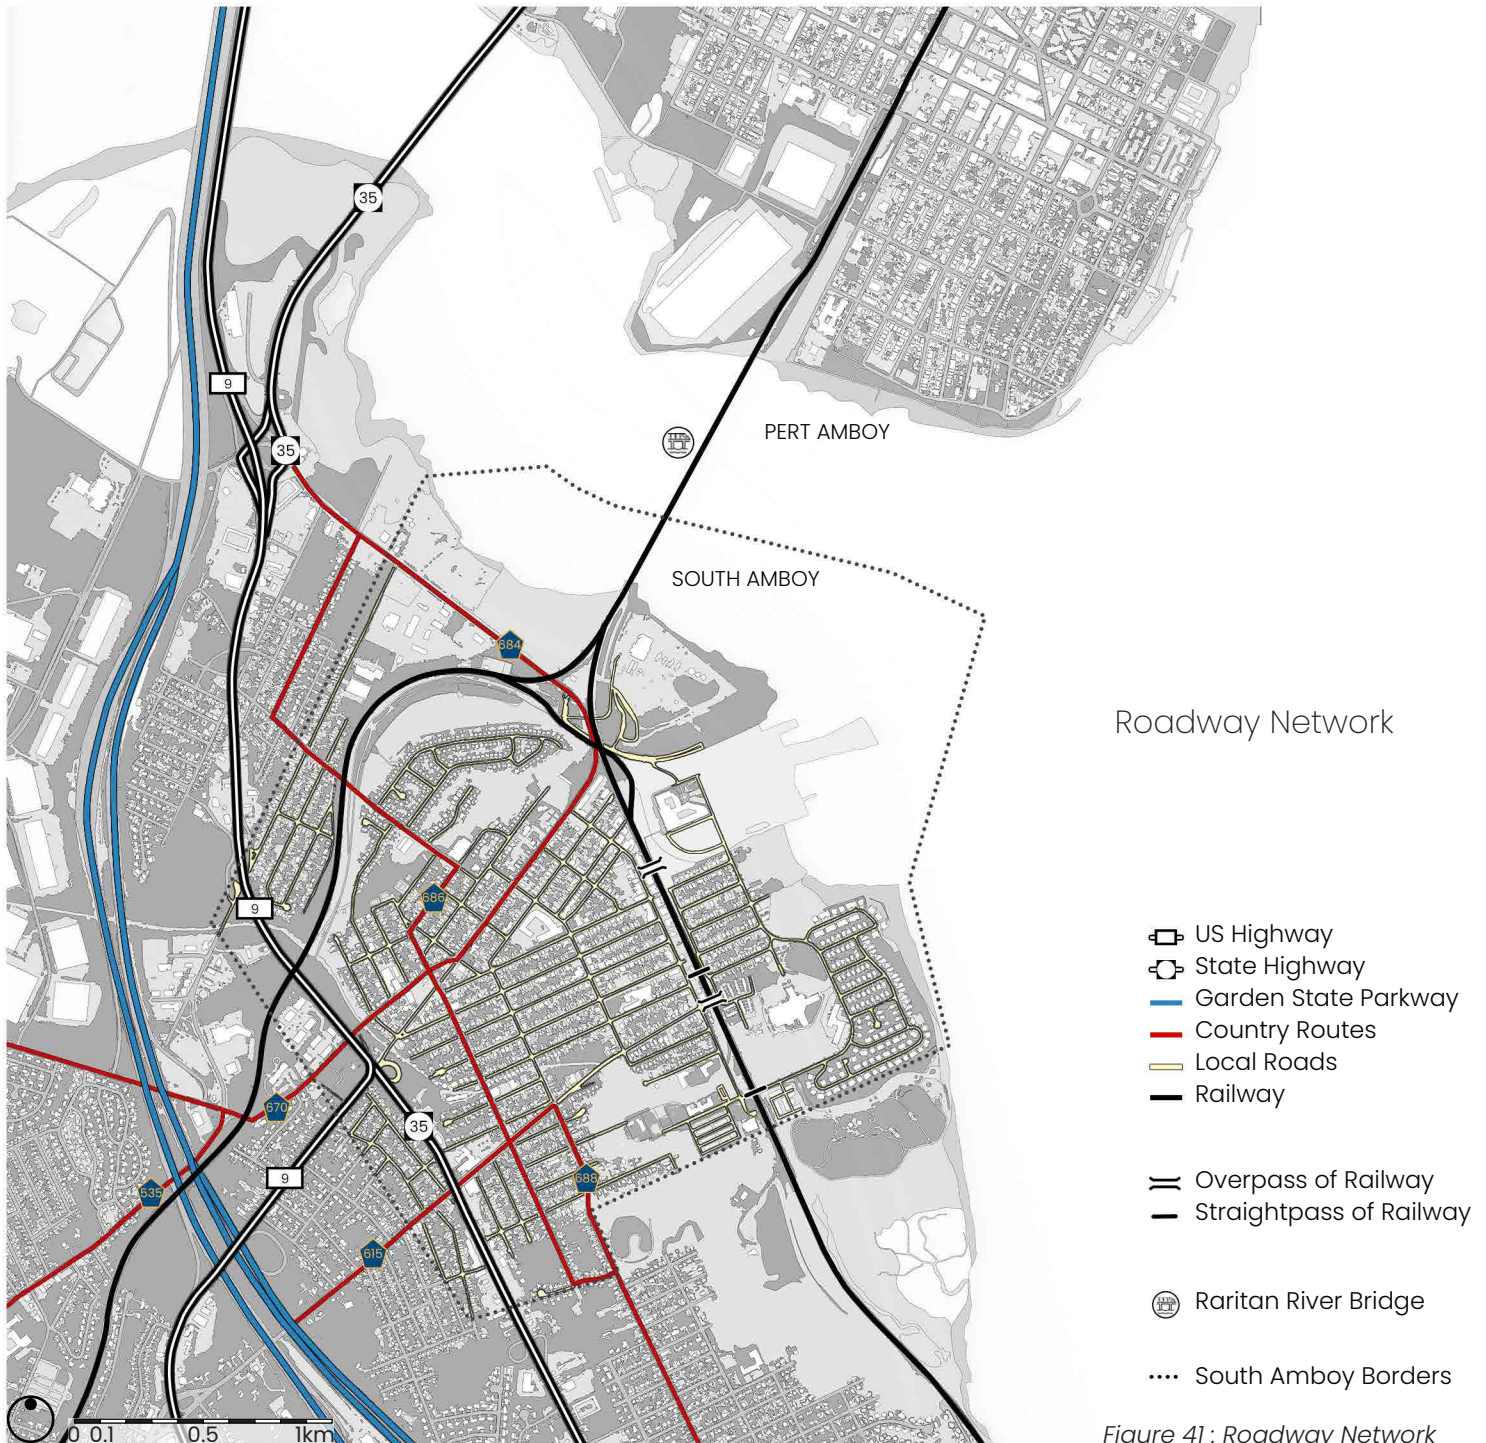 35
9
35
PERT AMBOY
SOUTH AMBOY
684
Roadway Network
686
9
US Highway
State Highway
Garden State Parkway
Country Routes
Local Roads
Railway
670
35
9
688
535
615
Overpass of Railway
Straightpass of Railway
Raritan River Bridge
South Amboy Borders
0 0.1 0.5 1km
Figure 41 : Roadway Network